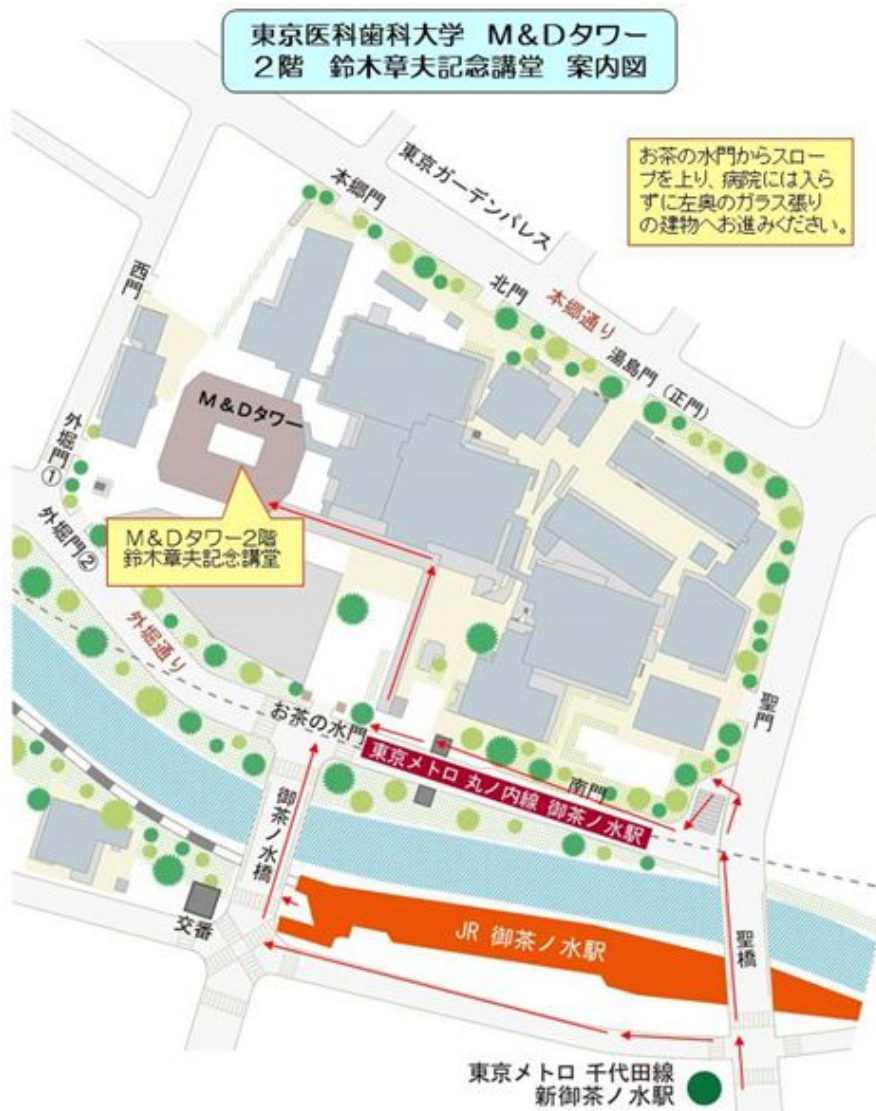 東京医科歯科大学 M&Dタワー
2階 鈴木章夫記念講堂 案内図
お茶の水門からスロー
プを上り、病院には入ら
ずに左奥のガラス張り
の建物へお進みください。
東京ガーデンパレス
本郷門
西門
北門
本郷通り
湯島門(正門)
M&Dタワー
外堀門①
外堀門②
M&Dタワー2階
鈴木章夫記念講堂
外堀通り
お茶の水門
聖門
南門
東京メトロ 丸ノ内線 御茶ノ水駅
御茶ノ水橋
交番
JR 御茶ノ水駅
聖橋
東京メトロ 千代田線
新御茶ノ水駅